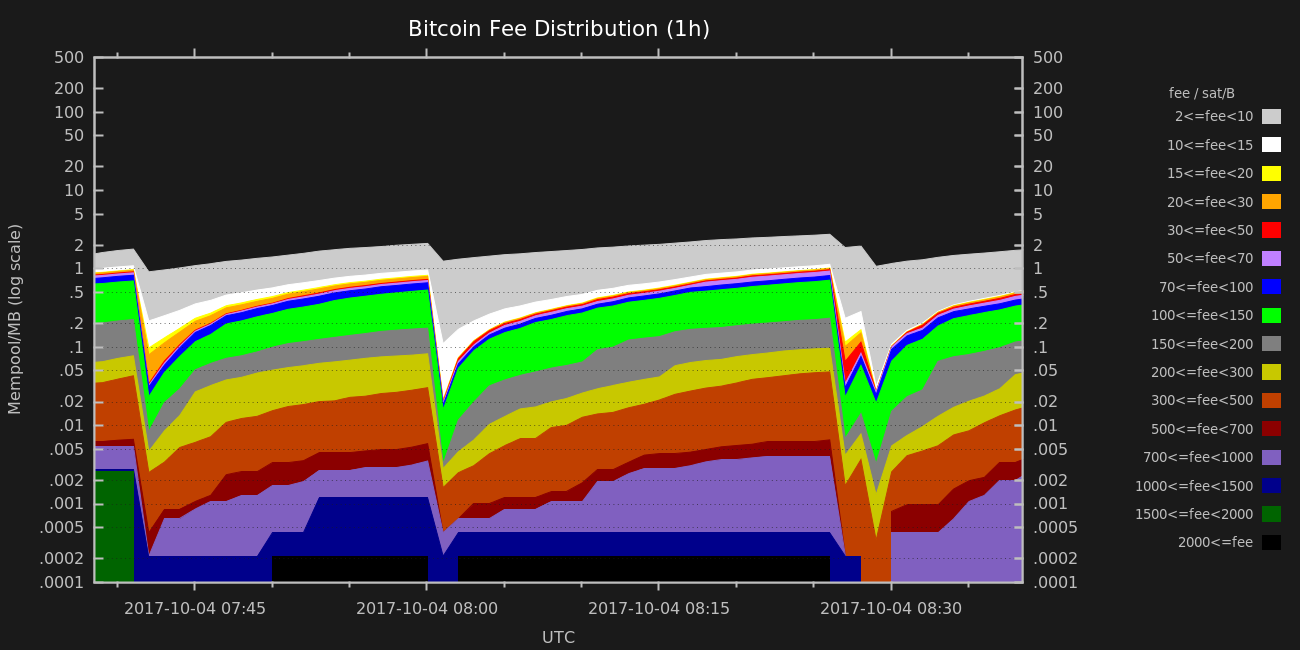 Bitcoin Fee Distribution (1h)
500 500
200 200
100 100
50 50
20 20
10 10
5 5
2 2
1 1
.5 .5
.2 .2
.1 .1
.05 .05
.02 .02
.01 .01
.005 .005
.002 .002
.001 .001
.0005 .0005
.0002 .0002
.0001 .0001
Mempool/MB (log scale)
2017-10-04 07:45 2017-10-04 08:00 2017-10-04 08:15 2017-10-04 08:30
UTC
fee / sat/B
2<=fee<10
10<=fee<15
15<=fee<20
20<=fee<30
30<=fee<50
50<=fee<70
70<=fee<100
100<=fee<150
150<=fee<200
200<=fee<300
300<=fee<500
500<=fee<700
700<=fee<1000
1000<=fee<1500
1500<=fee<2000
2000<=fee